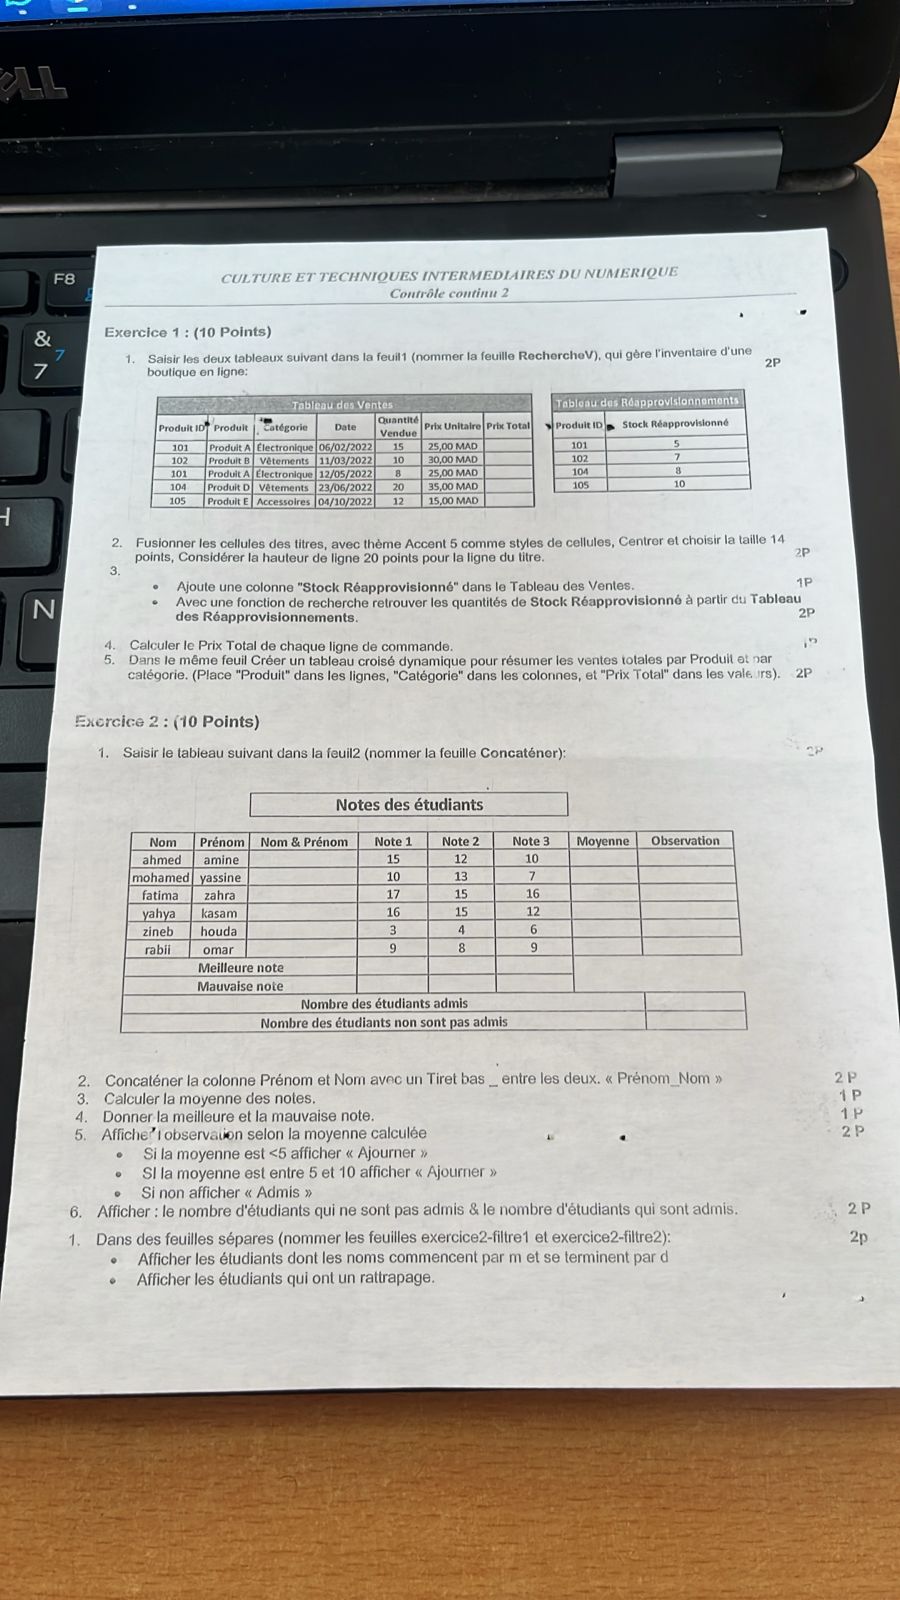 DELL
F8
&
7
7
H
N
CULTURE ET TECHNIQUES INTERMEDIAIRES DU NUMERIQUE
Contrôle continu 2
Exercice 1 : (10 Points)
1. Saisir les deux tableaux suivant dans la feuil1 (nommer la feuille RechercheV), qui gère l'inventaire d'une
boutique en ligne: 2P
Tableau des Ventes
Produit ID Produit Catégorie Date Quantité Vendue Prix Unitaire Prix Total
101 Produit A Électronique 06/02/2022 15 25,00 MAD
102 Produit B Vêtements 11/03/2022 10 30,00 MAD
101 Produit A Électronique 12/05/2022 8 25,00 MAD
104 Produit D Vêtements 23/06/2022 20 35,00 MAD
105 Produit E Accessoires 04/10/2022 12 15,00 MAD
Tableau des Réapprovisionnements
Produit ID Stock Réapprovisionné
101 5
102 7
104 8
105 10
2. Fusionner les cellules des titres, avec thème Accent 5 comme styles de cellules, Centrer et choisir la taille 14
points, Considérer la hauteur de ligne 20 points pour la ligne du titre. 2P
3.
• Ajoute une colonne "Stock Réapprovisionné" dans le Tableau des Ventes. 1P
• Avec une fonction de recherche retrouver les quantités de Stock Réapprovisionné à partir du Tableau
des Réapprovisionnements. 2P
4. Calculer le Prix Total de chaque ligne de commande.
5. Dans le même feuil Créer un tableau croisé dynamique pour résumer les ventes totales par Produit et par
catégorie. (Place "Produit" dans les lignes, "Catégorie" dans les colonnes, et "Prix Total" dans les valeurs). 2P
Exercice 2 : (10 Points)
1. Saisir le tableau suivant dans la feuil2 (nommer la feuille Concaténer): 2P
Notes des étudiants
Nom Prénom Nom & Prénom Note 1 Note 2 Note 3 Moyenne Observation
ahmed amine 15 12 10
mohamed yassine 10 13 7
fatima zahra 17 15 16
yahya kasam 16 15 12
zineb houda 3 4 6
rabii omar 9 8 9
Meilleure note
Mauvaise note
Nombre des étudiants admis
Nombre des étudiants non sont pas admis
2. Concaténer la colonne Prénom et Nom avec un Tiret bas _ entre les deux. « Prénom_Nom » 2 P
3. Calculer la moyenne des notes. 1 P
4. Donner la meilleure et la mauvaise note. 1 P
5. Affiche l observation selon la moyenne calculée 2 P
• Si la moyenne est <5 afficher « Ajourner »
• SI la moyenne est entre 5 et 10 afficher « Ajourner »
• Si non afficher « Admis »
6. Afficher : le nombre d'étudiants qui ne sont pas admis & le nombre d'étudiants qui sont admis. 2 P
1. Dans des feuilles sépares (nommer les feuilles exercice2-filtre1 et exercice2-filtre2): 2p
• Afficher les étudiants dont les noms commencent par m et se terminent par d
• Afficher les étudiants qui ont un rattrapage.